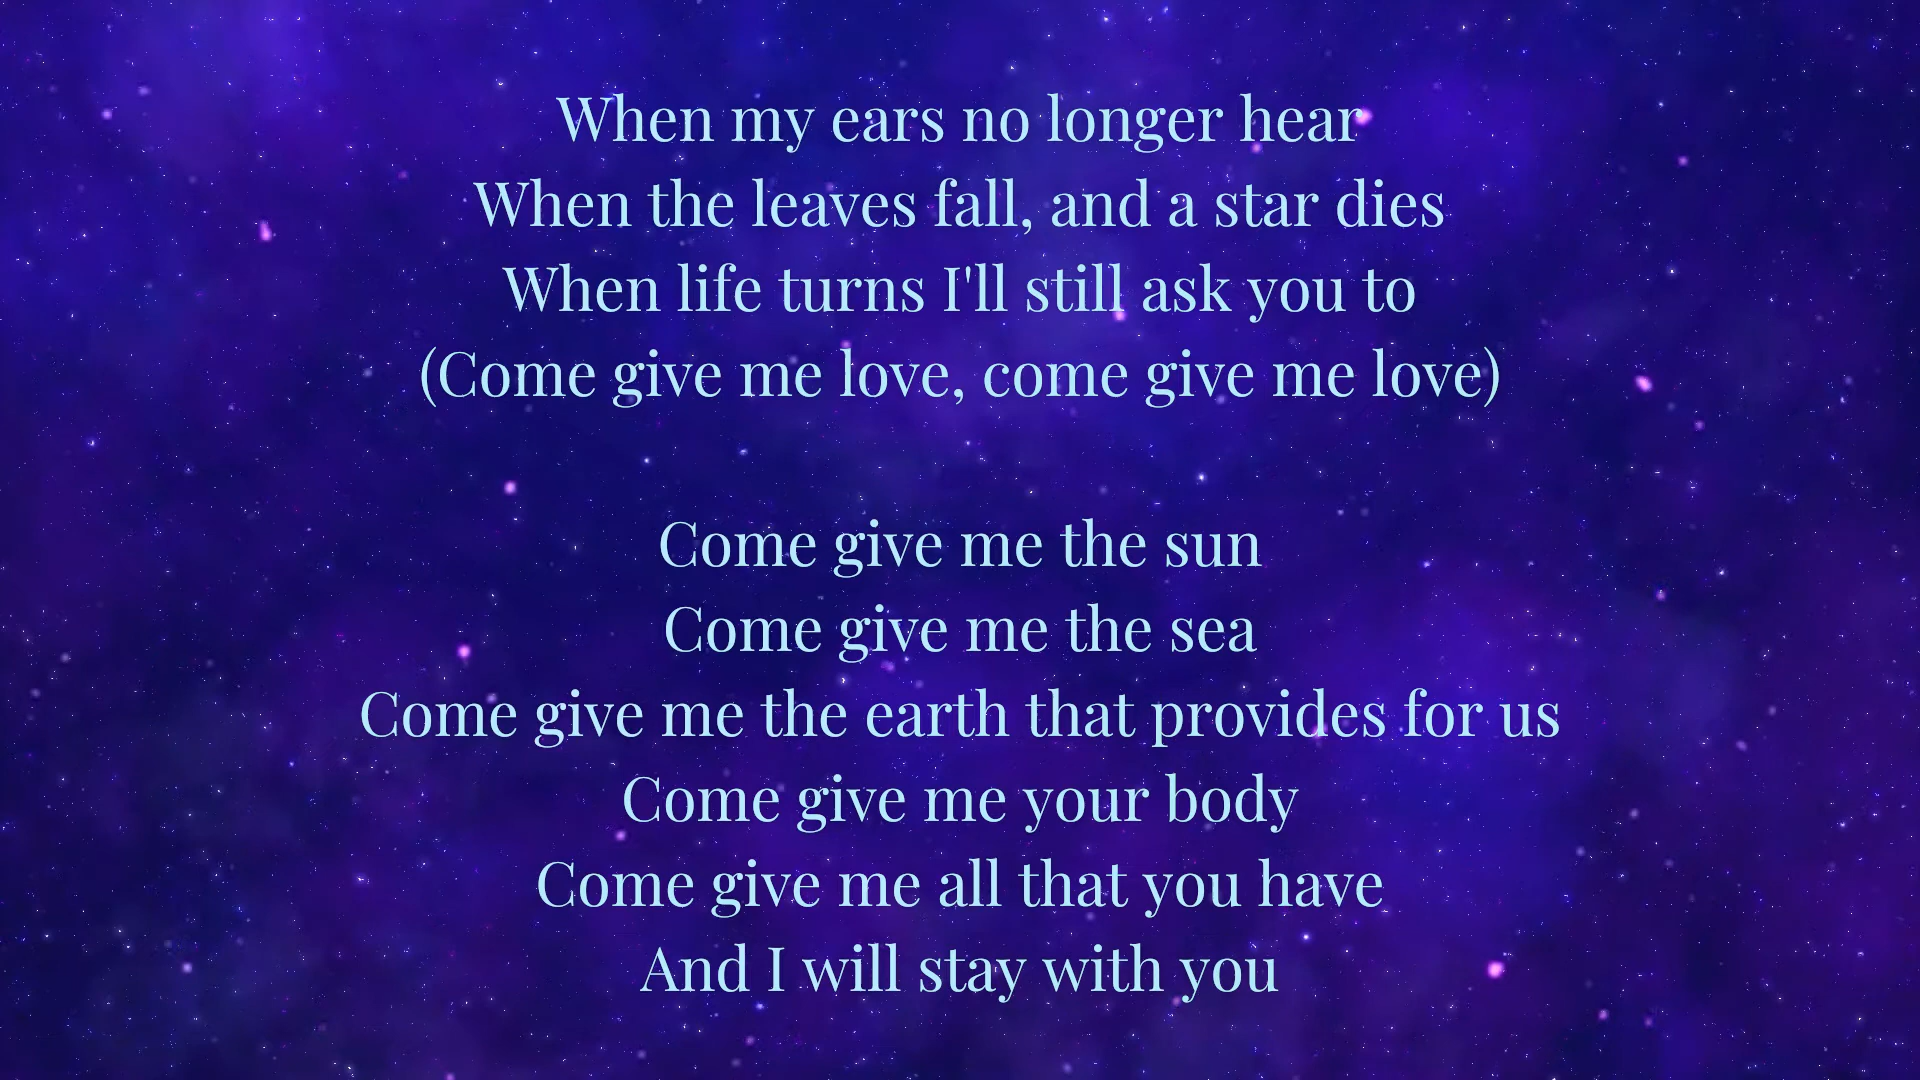 When my ears no longer hear
When the leaves fall, and a star dies
When life turns I'll still ask you to
(Come give me love, come give me love)
Come give me the sun
Come give me the sea
Come give me the earth that provides for us
Come give me your body
Come give me all that you have
And I will stay with you